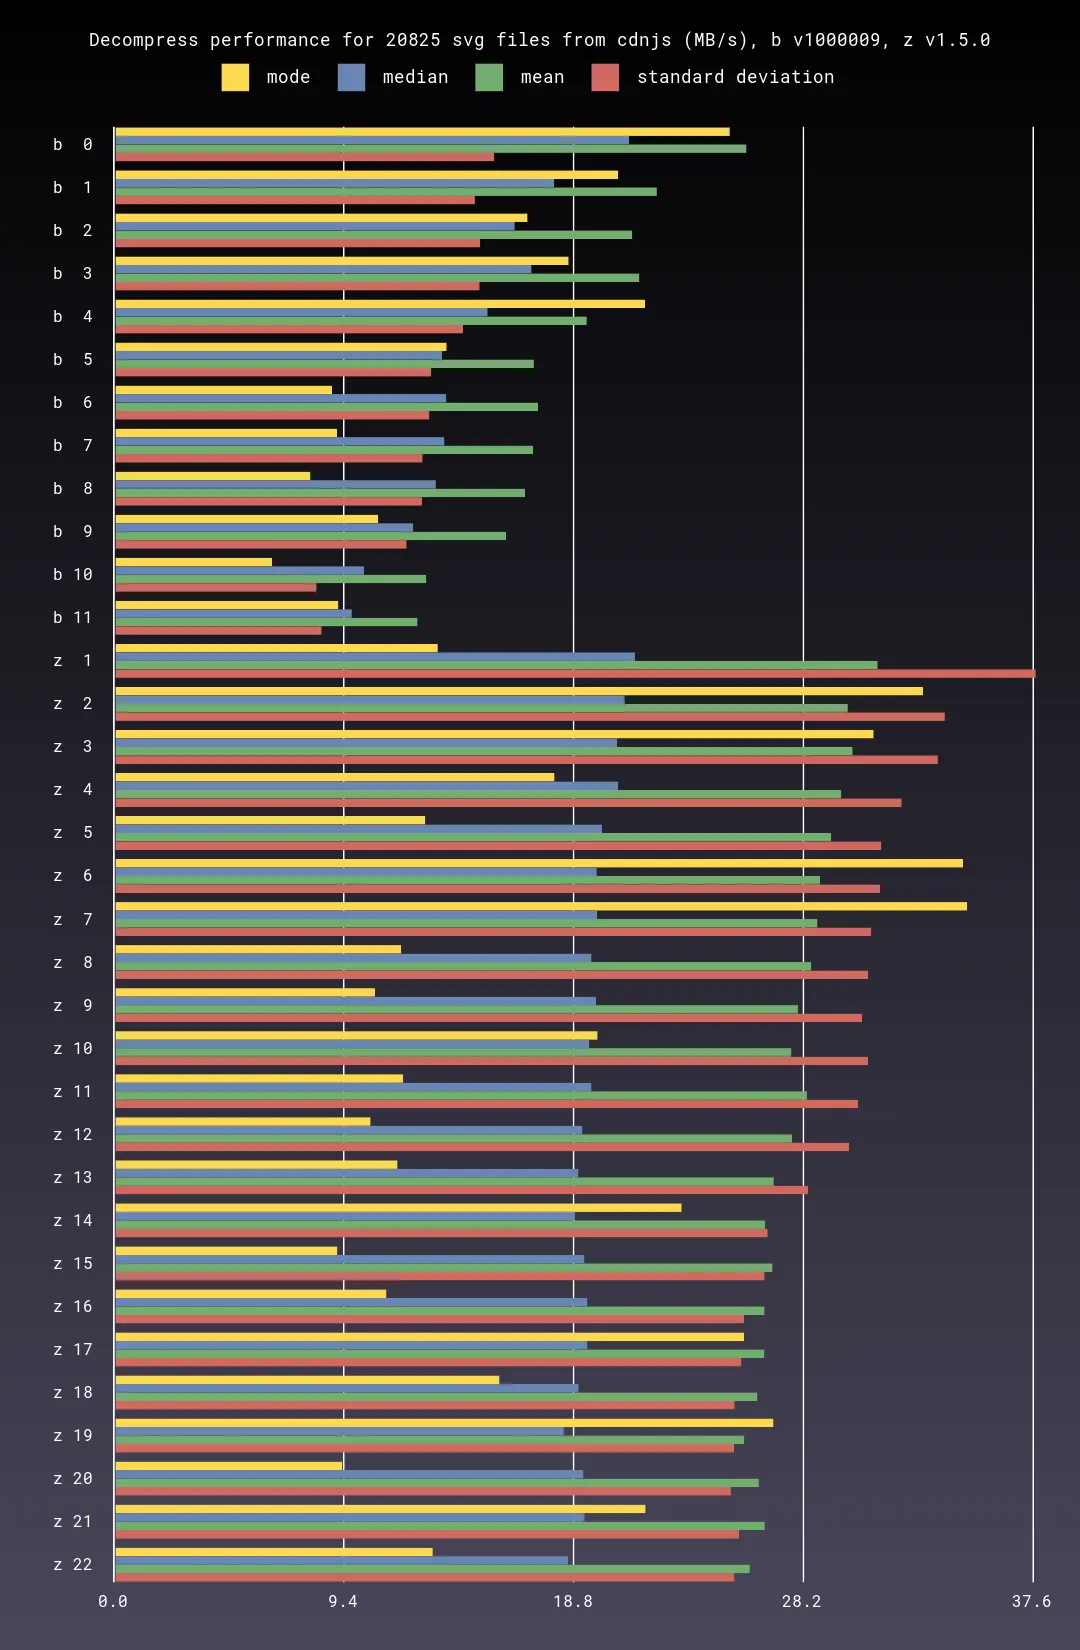 Decompress performance for 20825 svg files from cdnjs (MB/s), b v1000009, z v1.5.0
mode median mean standard deviation
b 0
b 1
b 2
b 3
b 4
b 5
b 6
b 7
b 8
b 9
b 10
b 11
z 1
z 2
z 3
z 4
z 5
z 6
z 7
z 8
z 9
z 10
z 11
z 12
z 13
z 14
z 15
z 16
z 17
z 18
z 19
z 20
z 21
z 22
0.0 9.4 18.8 28.2 37.6